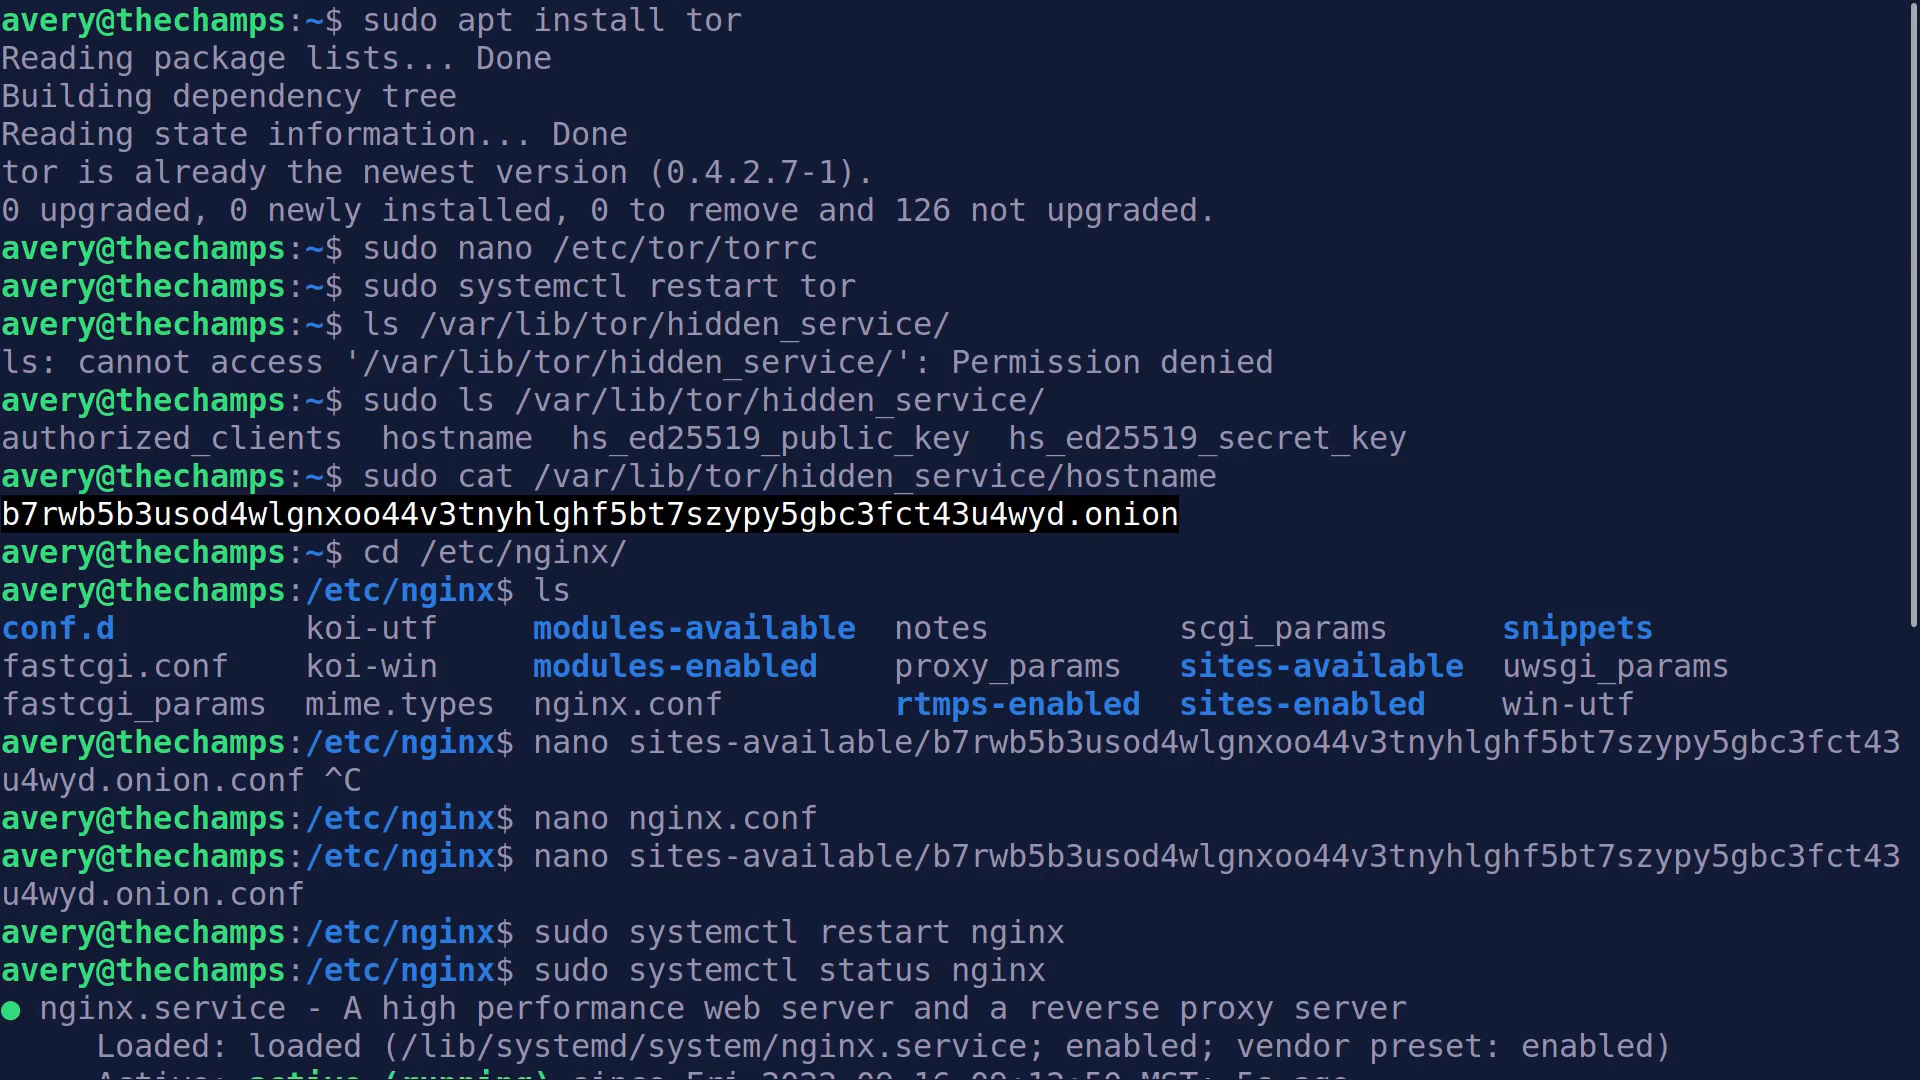 avery@thechamps:~$ sudo apt install tor
Reading package lists... Done
Building dependency tree
Reading state information... Done
tor is already the newest version (0.4.2.7-1).
0 upgraded, 0 newly installed, 0 to remove and 126 not upgraded.
avery@thechamps:~$ sudo nano /etc/tor/torrc
avery@thechamps:~$ sudo systemctl restart tor
avery@thechamps:~$ ls /var/lib/tor/hidden_service/
ls: cannot access '/var/lib/tor/hidden_service/': Permission denied
avery@thechamps:~$ sudo ls /var/lib/tor/hidden_service/
authorized_clients  hostname  hs_ed25519_public_key  hs_ed25519_secret_key
avery@thechamps:~$ sudo cat /var/lib/tor/hidden_service/hostname
b7rwb5b3usod4wlgnxoo44v3tnyhlghf5bt7szypy5gbc3fct43u4wyd.onion
avery@thechamps:~$ cd /etc/nginx/
avery@thechamps:/etc/nginx$ ls
conf.d          koi-utf     modules-available  notes          scgi_params      snippets
fastcgi.conf    koi-win     modules-enabled    proxy_params   sites-available  uwsgi_params
fastcgi_params  mime.types  nginx.conf         rtmps-enabled  sites-enabled    win-utf
avery@thechamps:/etc/nginx$ nano sites-available/b7rwb5b3usod4wlgnxoo44v3tnyhlghf5bt7szypy5gbc3fct43
u4wyd.onion.conf ^C
avery@thechamps:/etc/nginx$ nano nginx.conf
avery@thechamps:/etc/nginx$ nano sites-available/b7rwb5b3usod4wlgnxoo44v3tnyhlghf5bt7szypy5gbc3fct43
u4wyd.onion.conf
avery@thechamps:/etc/nginx$ sudo systemctl restart nginx
avery@thechamps:/etc/nginx$ sudo systemctl status nginx
● nginx.service - A high performance web server and a reverse proxy server
     Loaded: loaded (/lib/systemd/system/nginx.service; enabled; vendor preset: enabled)
     Active: active (running) since Fri